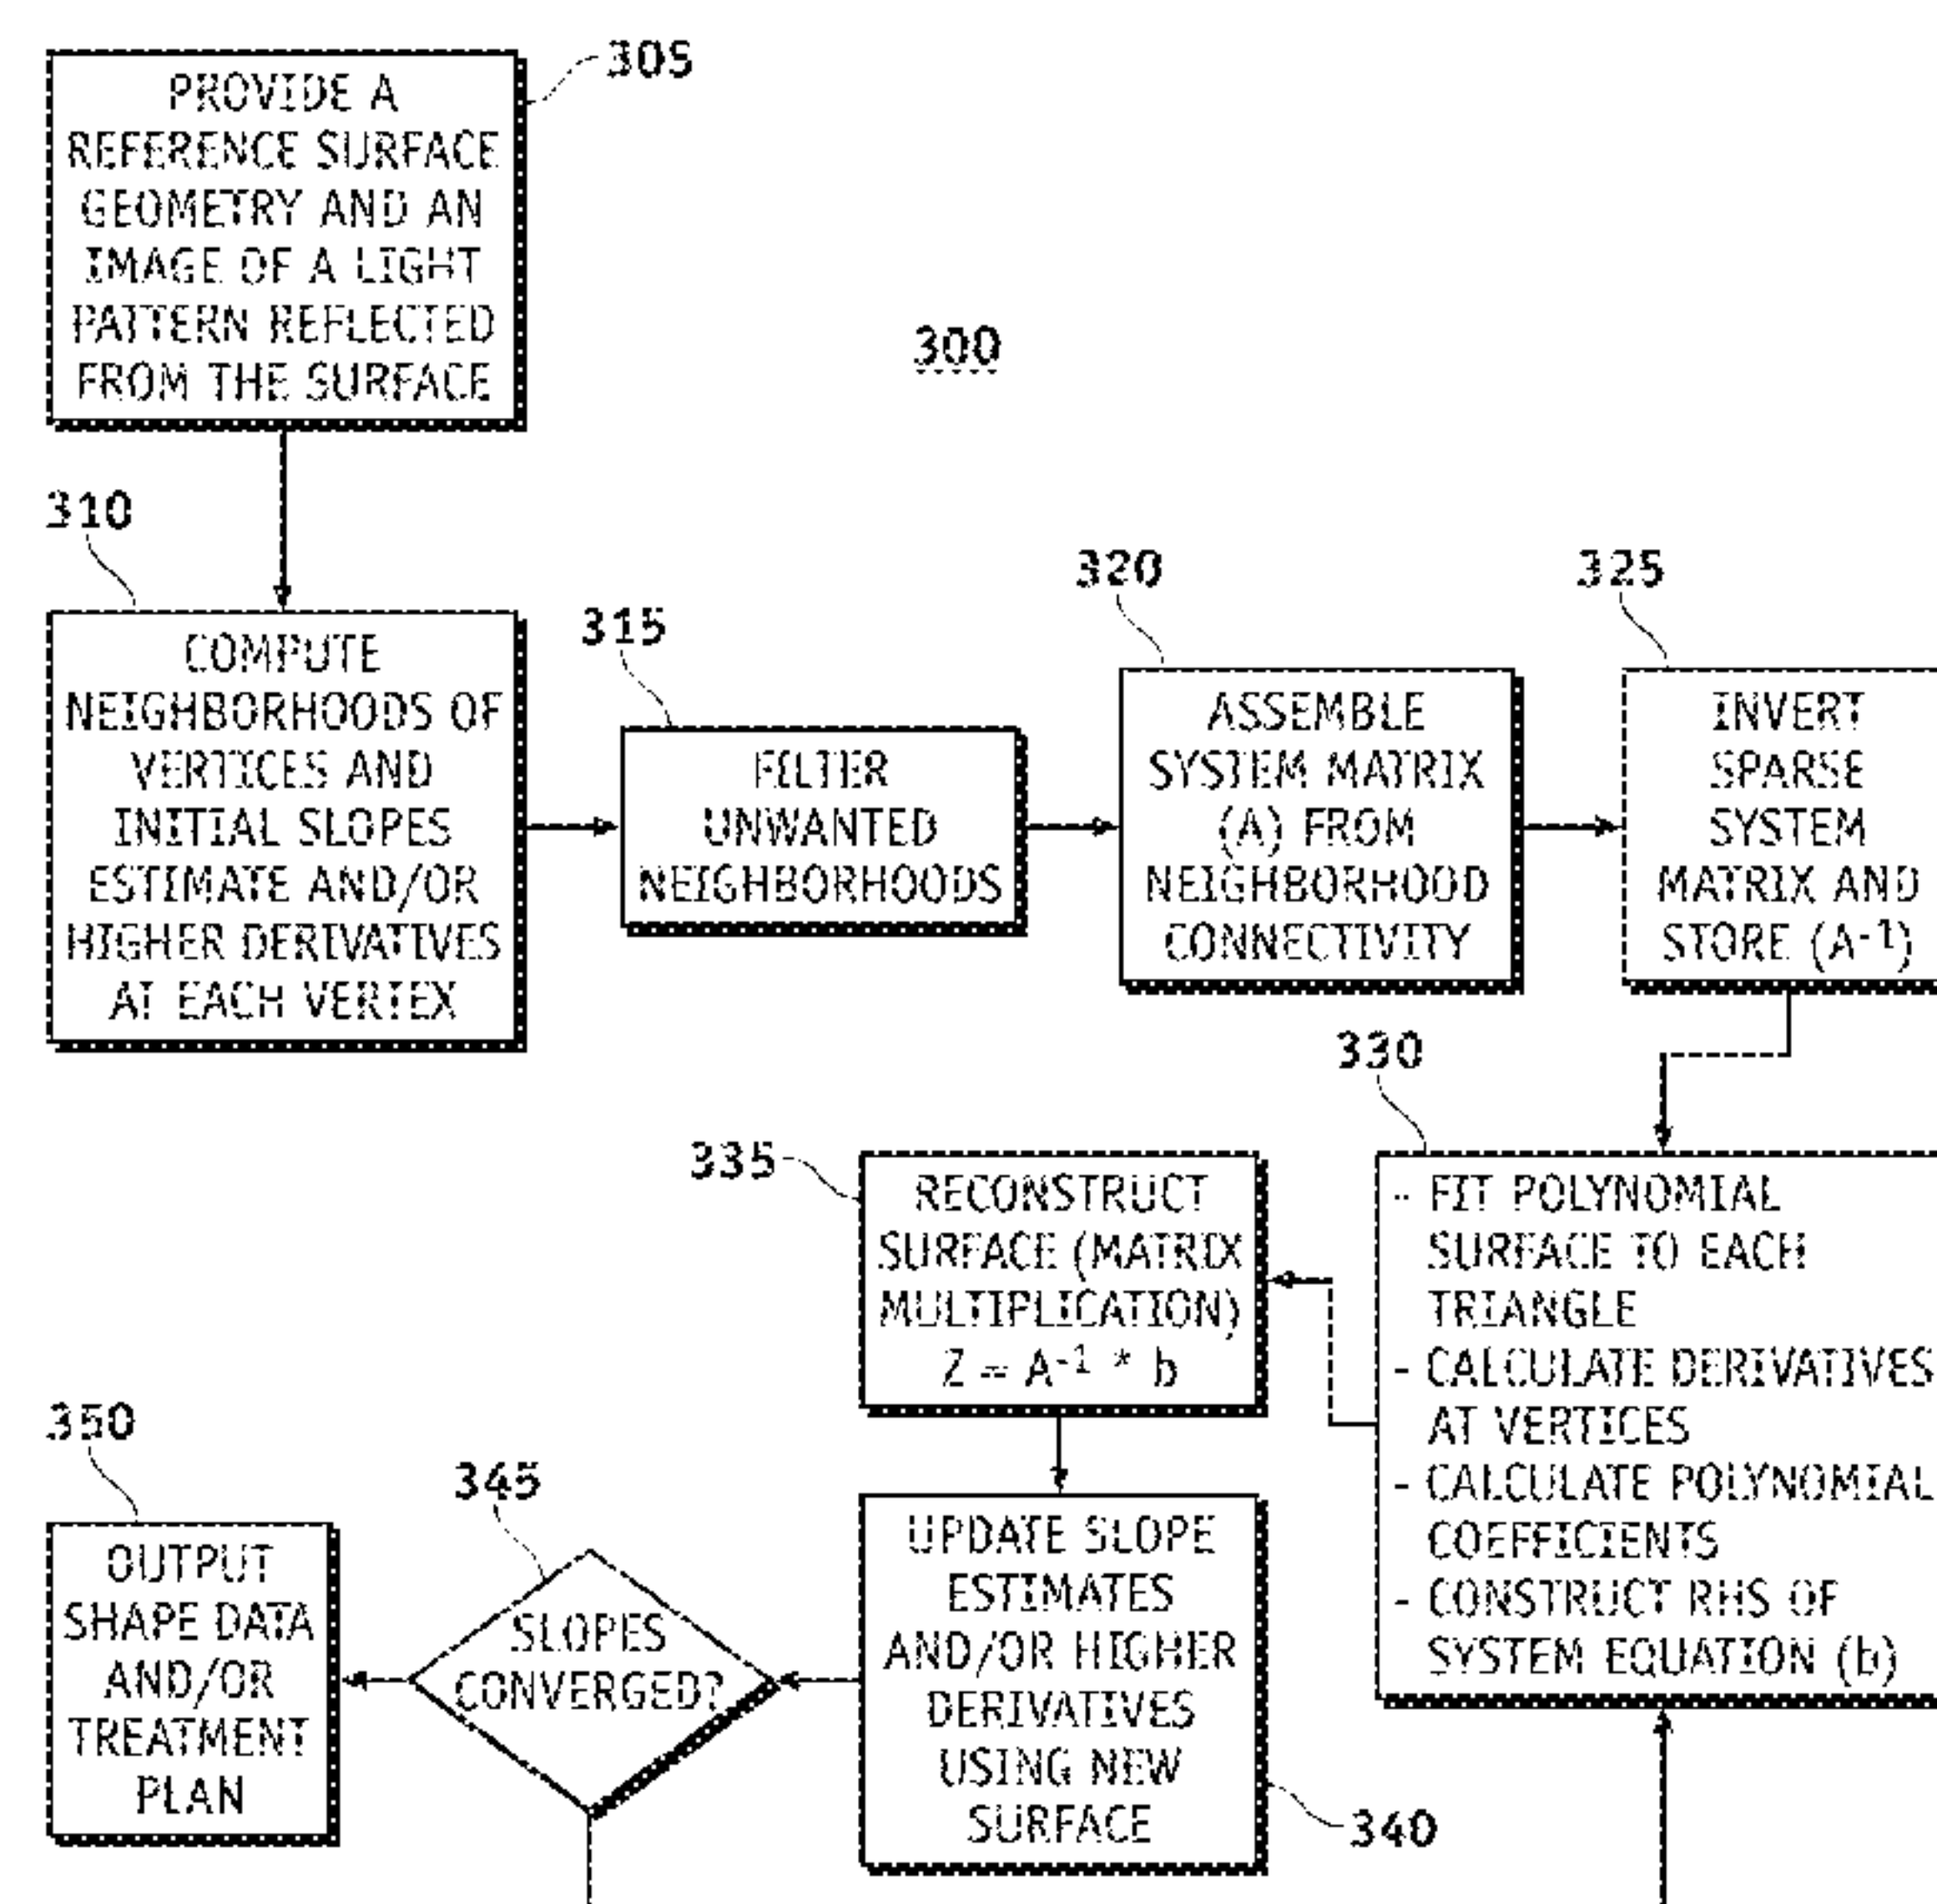 305
PROVIDE A
REFERENCE SURFACE
GEOMETRY AND AN
IMAGE OF A LIGHT
PATTERN REFLECTED
FROM THE SURFACE
300
310
COMPUTE
NEIGHBORHOODS OF
VERTICES AND
INITIAL SLOPES
ESTIMATE AND/OR
HIGHER DERIVATIVES
AT EACH VERTEX
315
FILTER
UNWANTED
NEIGHBORHOODS
320
ASSEMBLE
SYSTEM MATRIX
(A) FROM
NEIGHBORHOOD
CONNECTIVITY
325
INVERT
SPARSE
SYSTEM
MATRIX AND
STORE (A⁻¹)
330
- FIT POLYNOMIAL
SURFACE TO EACH
TRIANGLE
- CALCULATE DERIVATIVES
AT VERTICES
- CALCULATE POLYNOMIAL
COEFFICIENTS
- CONSTRUCT RHS OF
SYSTEM EQUATION (b)
335
RECONSTRUCT
SURFACE (MATRIX
MULTIPLICATION)
Z = A⁻¹ * b
340
UPDATE SLOPE
ESTIMATES
AND/OR HIGHER
DERIVATIVES
USING NEW
SURFACE
345
SLOPES
CONVERGED?
350
OUTPUT
SHAPE DATA
AND/OR
TREATMENT
PLAN